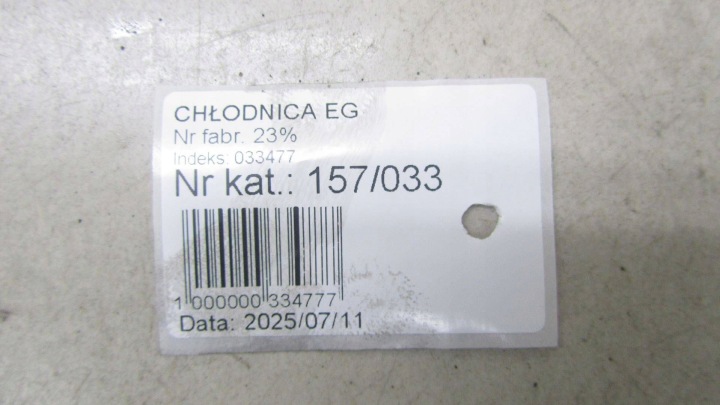 CHŁODNICA EG
Nr fabr. 23%
Indeks: 033477
Nr kat.: 157/033
1 000000 334777
Data: 2025/07/11